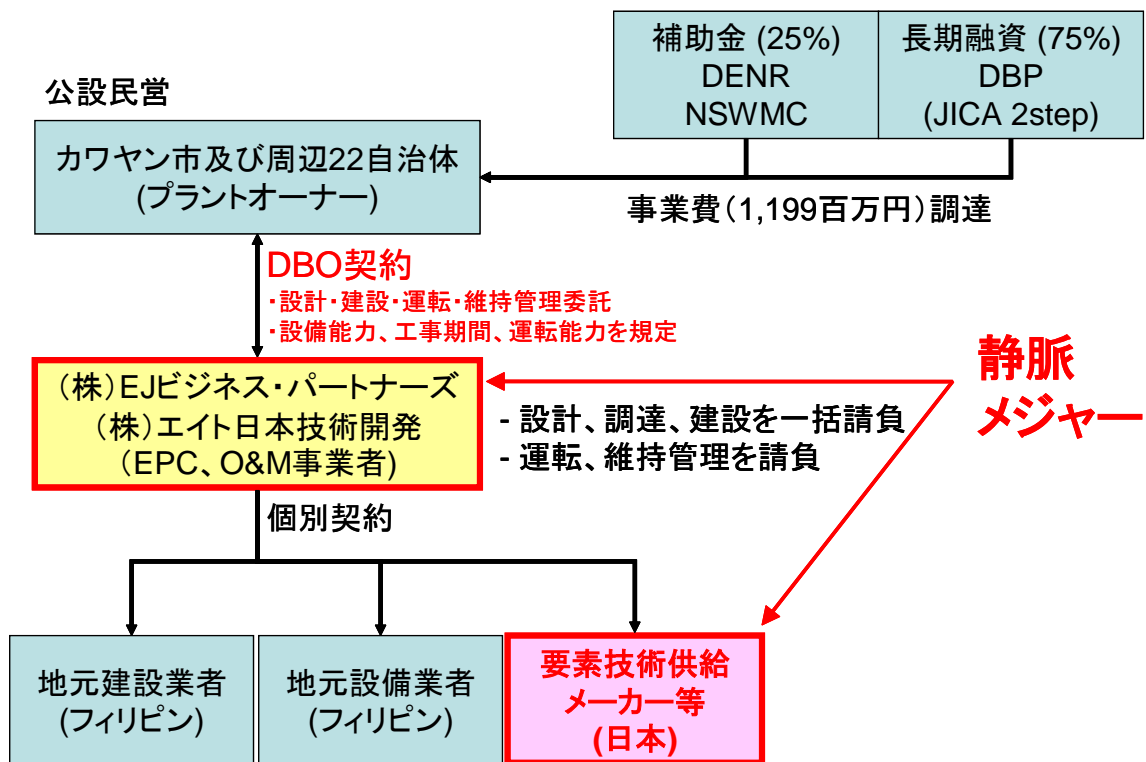 補助金 (25%)
DENR
NSWMC
長期融資 (75%)
DBP
(JICA 2step)
公設民営
カワヤン市及び周辺22自治体
(プラントオーナー)
事業費(1,199百万円)調達
DBO契約
・設計・建設・運転・維持管理委託
・設備能力、工事期間、運転能力を規定
(株)EJビジネス・パートナーズ
(株)エイト日本技術開発
(EPC、O&M事業者)
- 設計、調達、建設を一括請負
- 運転、維持管理を請負
静脈
メジャー
個別契約
地元建設業者
(フィリピン)
地元設備業者
(フィリピン)
要素技術供給
メーカー等
(日本)